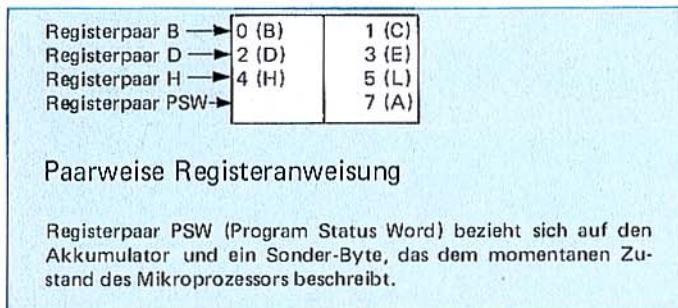 Registerpaar B 0 (B) 1 (C)
Registerpaar D 2 (D) 3 (E)
Registerpaar H 4 (H) 5 (L)
Registerpaar PSW 7 (A)
Paarweise Registeranweisung
Registerpaar PSW (Program Status Word) bezieht sich auf den
Akkumulator und ein Sonder-Byte, das dem momentanen Zu-
stand des Mikroprozessors beschreibt.